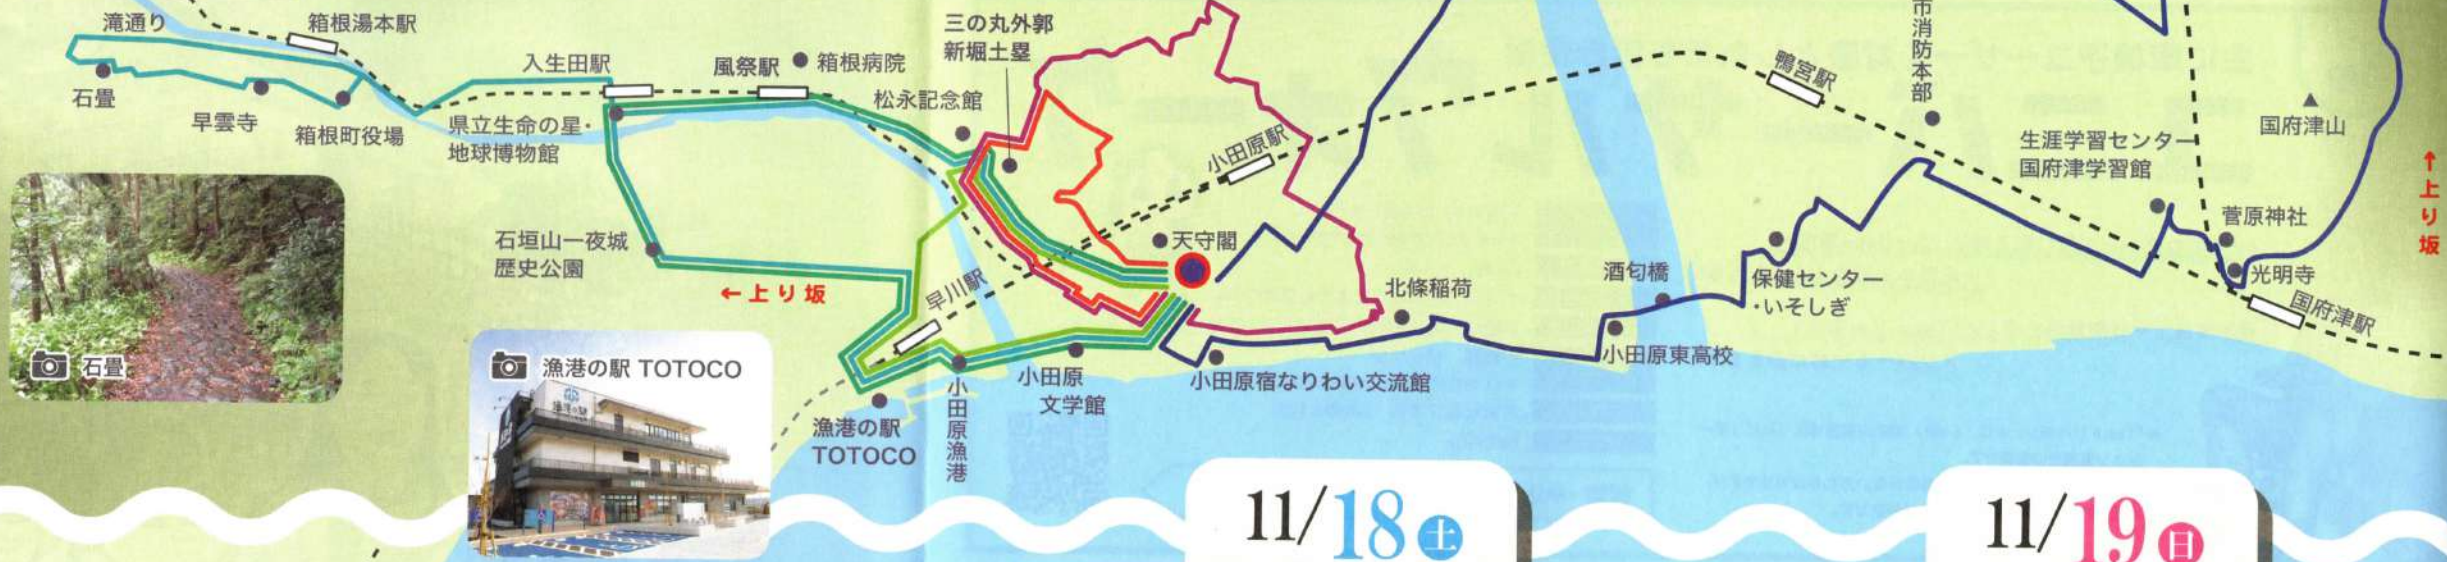 滝通り
箱根湯本駅
石畳
早雲寺
箱根町役場
入生田駅
県立生命の星・
地球博物館
風祭駅
箱根病院
松永記念館
三の丸外郭
新堀土塁
石垣山一夜城
歴史公園
←上り坂
早川駅
小田原駅
天守閣
北條稲荷
酒匂橋
保健センター
・いそしぎ
小田原東高校
小田原宿なりわい交流館
小田原
文学館
小田原漁港
漁港の駅
TOTOCO
鴨宮駅
市消防本部
生涯学習センター
国府津学習館
国府津山
菅原神社
光明寺
国府津駅
↑上り坂
石畳
漁港の駅 TOTOCO
漁港の駅
11/18土
11/19日